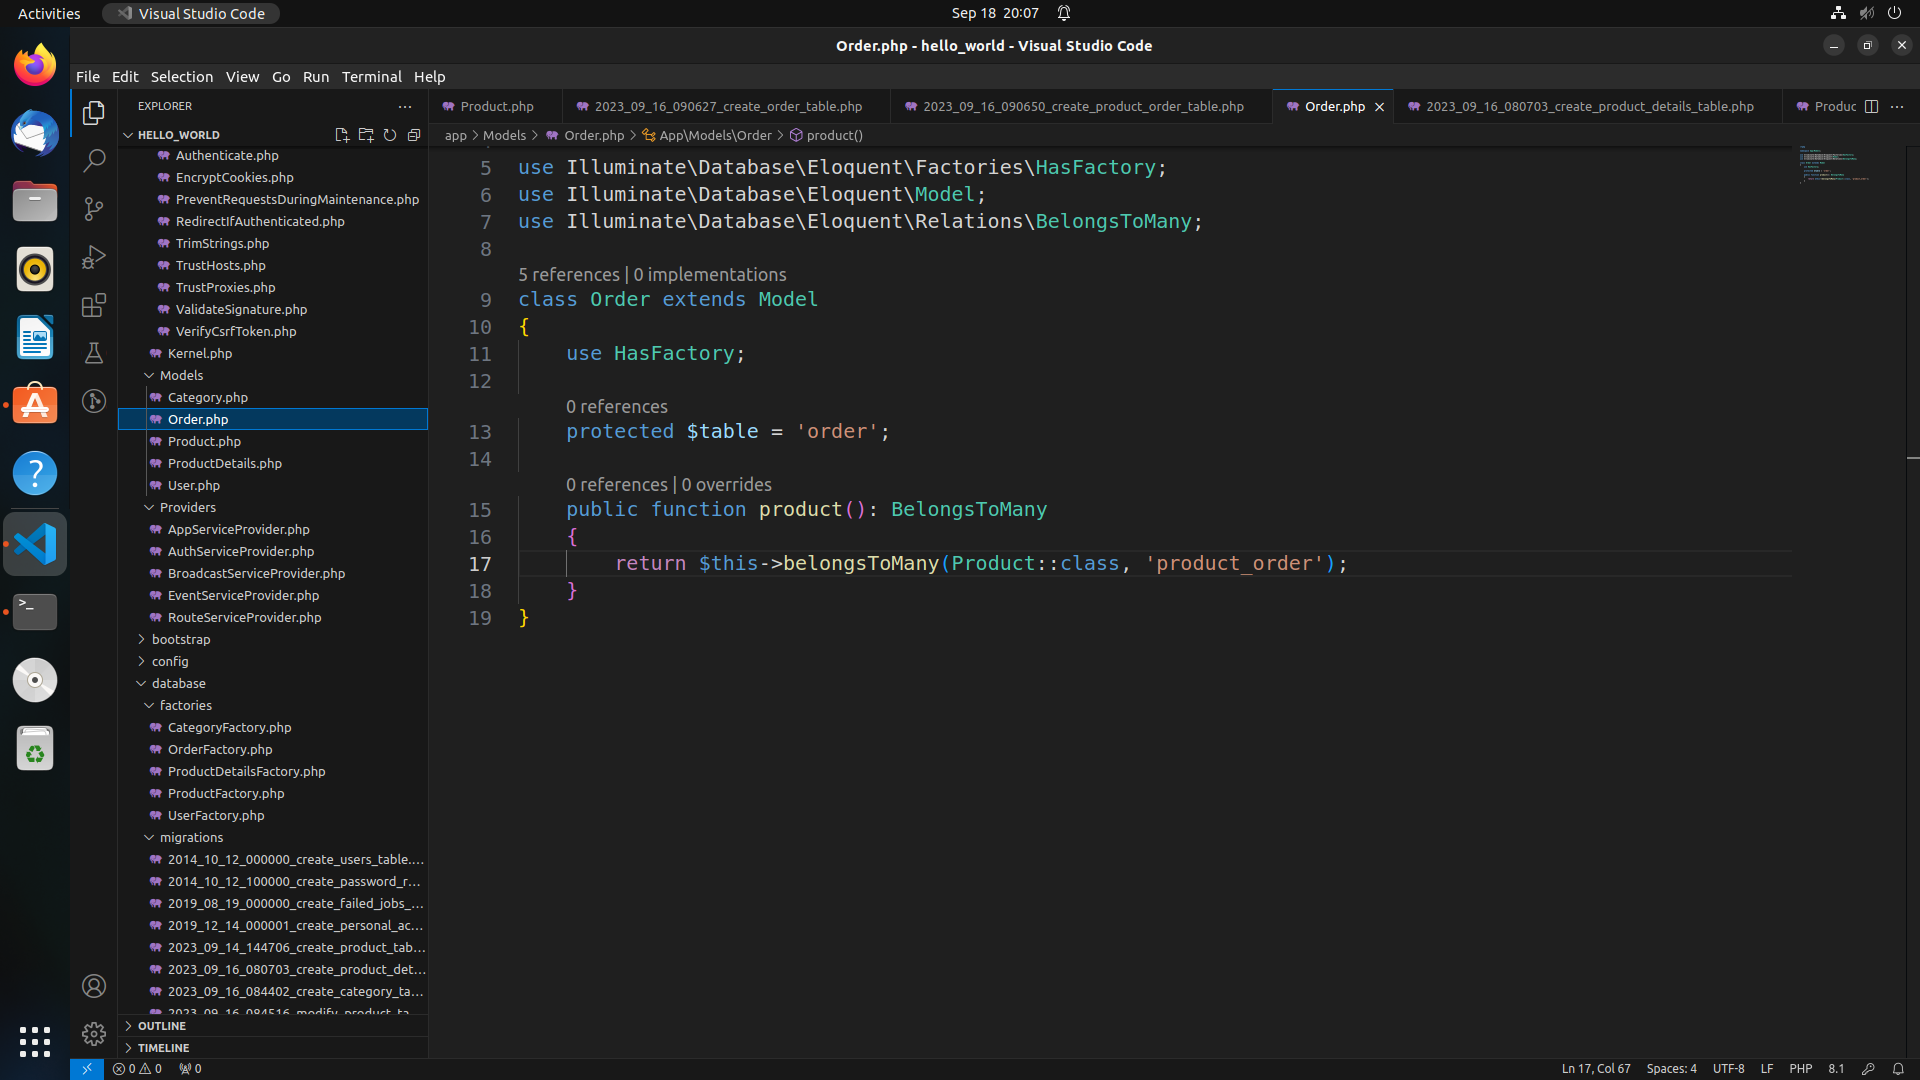 Activities
Visual Studio Code
Sep 18 20:07
Order.php - hello_world - Visual Studio Code
File Edit Selection View Go Run Terminal Help
EXPLORER
HELLO_WORLD
Authenticate.php
EncryptCookies.php
PreventRequestsDuringMaintenance.php
RedirectIfAuthenticated.php
TrimStrings.php
TrustHosts.php
TrustProxies.php
ValidateSignature.php
VerifyCsrfToken.php
Kernel.php
Models
Category.php
Order.php
Product.php
ProductDetails.php
User.php
Providers
AppServiceProvider.php
AuthServiceProvider.php
BroadcastServiceProvider.php
EventServiceProvider.php
RouteServiceProvider.php
bootstrap
config
database
factories
CategoryFactory.php
OrderFactory.php
ProductDetailsFactory.php
ProductFactory.php
UserFactory.php
migrations
2014_10_12_000000_create_users_table....
2014_10_12_100000_create_password_r...
2019_08_19_000000_create_failed_jobs_...
2019_12_14_000001_create_personal_ac...
2023_09_14_144706_create_product_tab...
2023_09_16_080703_create_product_det...
2023_09_16_084402_create_category_ta...
2023_09_16_084516_modify_product_ta...
OUTLINE
TIMELINE
Product.php
2023_09_16_090627_create_order_table.php
2023_09_16_090650_create_product_order_table.php
Order.php
2023_09_16_080703_create_product_details_table.php
Produc
app > Models > Order.php > App\Models\Order > product()
5 use Illuminate\Database\Eloquent\Factories\HasFactory;
6 use Illuminate\Database\Eloquent\Model;
7 use Illuminate\Database\Eloquent\Relations\BelongsToMany;
8
5 references | 0 implementations
9 class Order extends Model
10 {
11 use HasFactory;
12
0 references
13 protected $table = 'order';
14
0 references | 0 overrides
15 public function product(): BelongsToMany
16 {
17 return $this->belongsToMany(Product::class, 'product_order');
18 }
19 }
0 0 0
Ln 17, Col 67 Spaces: 4 UTF-8 LF PHP 8.1